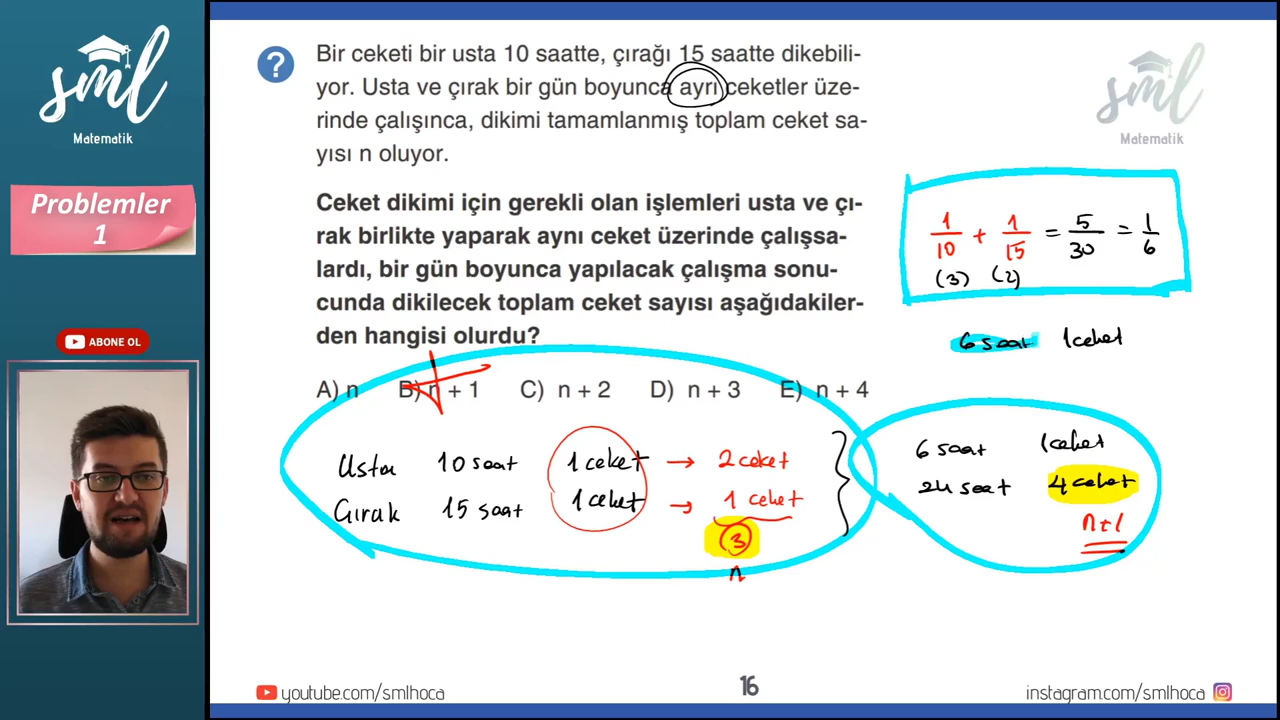 sml
Matematik
Problemler
1
ABONE OL
?
Bir ceketi bir usta 10 saatte, çırağı 15 saatte dikebili-
yor. Usta ve çırak bir gün boyunca ayrı ceketler üze-
rinde çalışınca, dikimi tamamlanmış toplam ceket sa-
yısı n oluyor.
Ceket dikimi için gerekli olan işlemleri usta ve çı-
rak birlikte yaparak aynı ceket üzerinde çalışsa-
lardı, bir gün boyunca yapılacak çalışma sonu-
cunda dikilecek toplam ceket sayısı aşağıdakiler-
den hangisi olurdu?
A) n B) n + 1 C) n + 2 D) n + 3 E) n + 4
Usta 10 saat 1 ceket → 2 ceket
Çırak 15 saat 1 ceket → 1 ceket
3
n
sml
Matematik
1/10 + 1/15 = 5/30 = 1/6
(3) (2)
6 saat 1 ceket
6 saat 1 ceket
24 saat 4 ceket
n+1
youtube.com/smlhoca
16
instagram.com/smlhoca